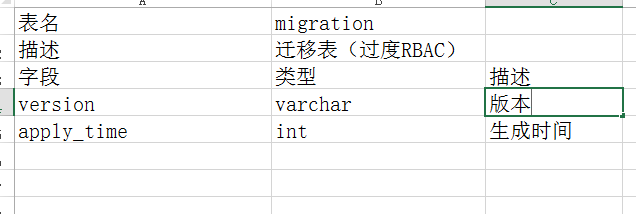 A B C
表名 migration
描述 迁移表（过度RBAC）
字段 类型 描述
version varchar 版本
apply_time int 生成时间